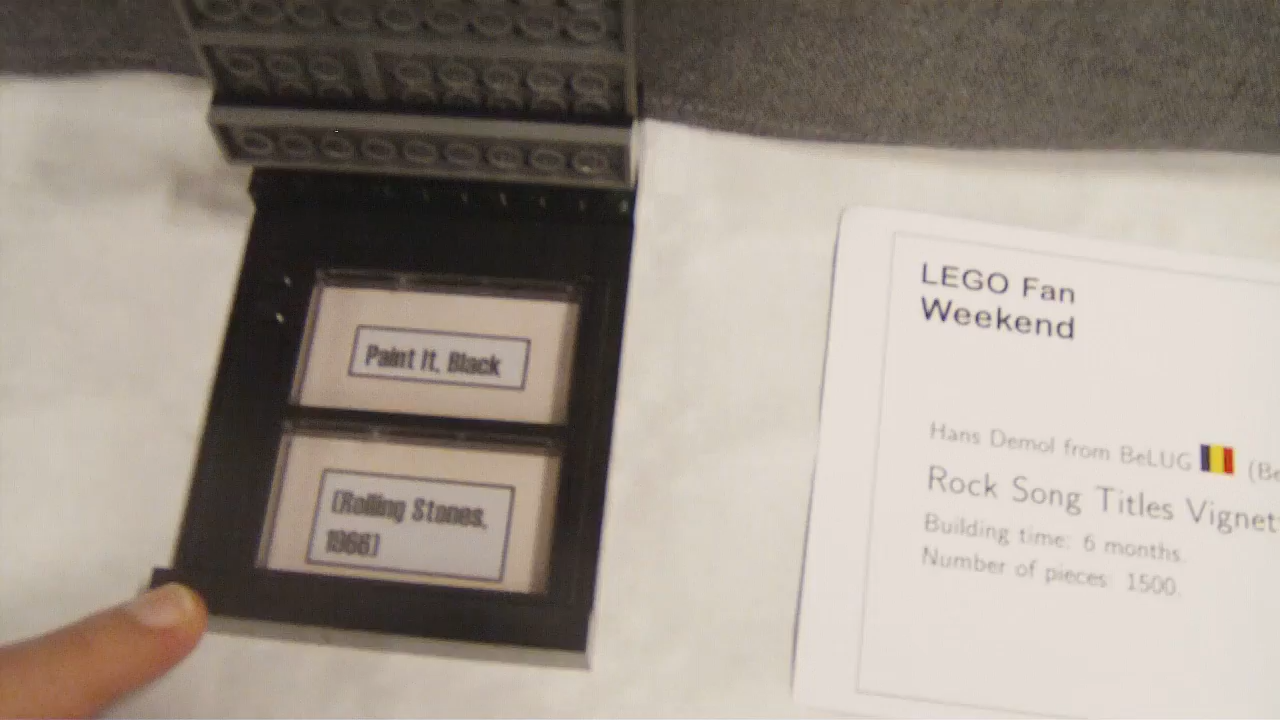 Paint It, Black
(Rolling Stones,
1966)
LEGO Fan
Weekend
Hans Demol from BeLUG
Rock Song Titles
Building time: 6 months.
Number of pieces: 1500.